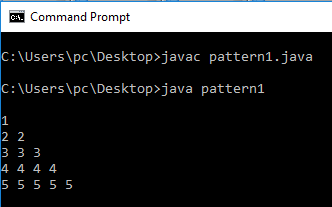 Command Prompt
C:\Users\pc\Desktop>javac pattern1.java
C:\Users\pc\Desktop>java pattern1
1
2 2
3 3 3
4 4 4 4
5 5 5 5 5